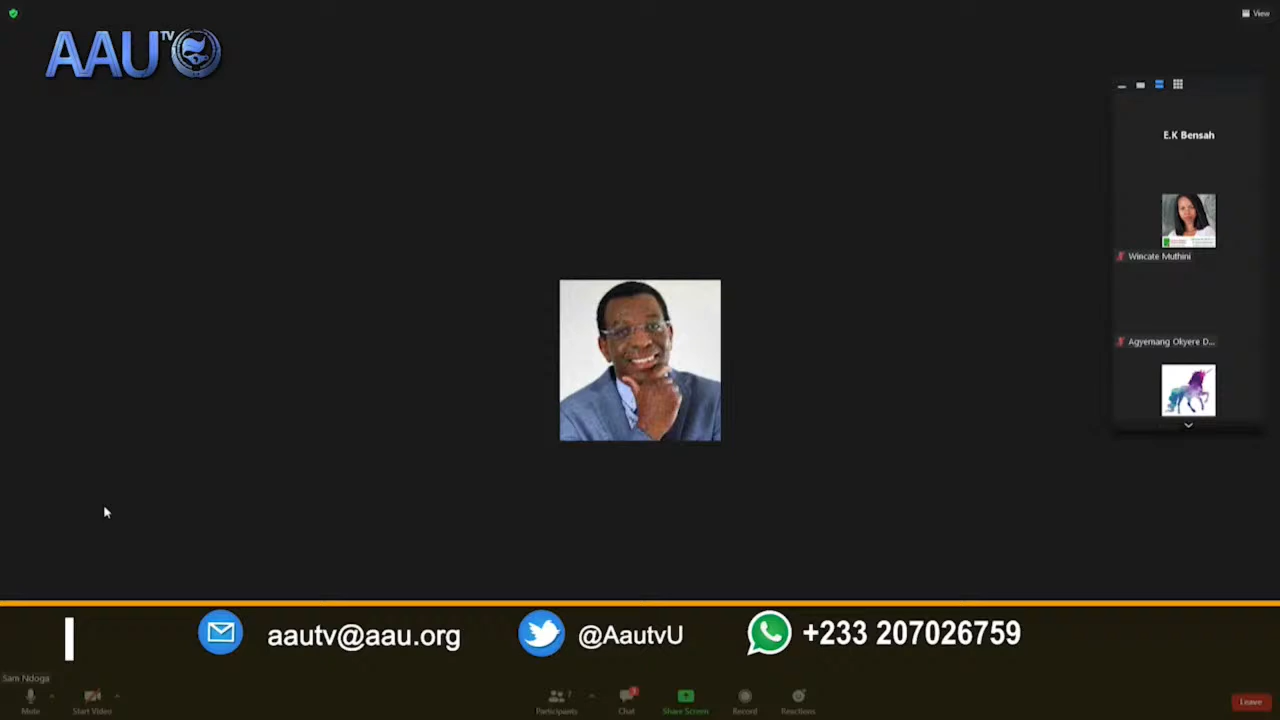 View
AAU TV
E.K Bensah
Wincate Muthini
Agyemang Okyere D...
aautv@aau.org
@AautvU
+233 207026759
Sam Ndoga
Mute
Start Video
Participants
7
Chat
Share Screen
Record
Reactions
Leave